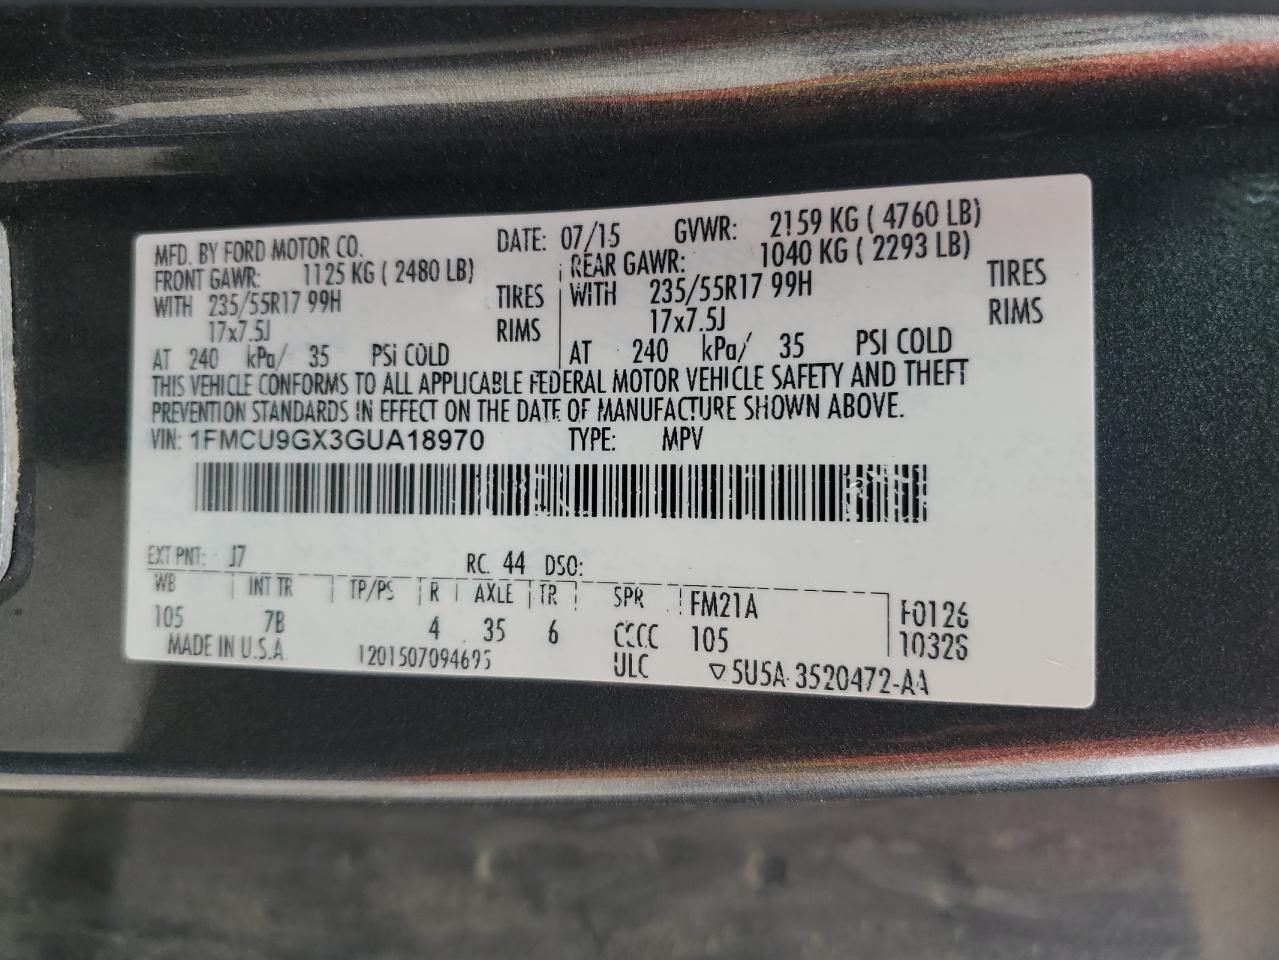 MFD. BY FORD MOTOR CO. DATE: 07/15 GVWR: 2159 KG ( 4760 LB)
FRONT GAWR: 1125 KG ( 2480 LB) REAR GAWR: 1040 KG ( 2293 LB)
WITH 235/55R17 99H TIRES WITH 235/55R17 99H TIRES
17x7.5J RIMS 17x7.5J RIMS
AT 240 kPa/ 35 PSI COLD AT 240 kPa/ 35 PSI COLD
THIS VEHICLE CONFORMS TO ALL APPLICABLE FEDERAL MOTOR VEHICLE SAFETY AND THEFT
PREVENTION STANDARDS IN EFFECT ON THE DATE OF MANUFACTURE SHOWN ABOVE.
VIN: 1FMCU9GX3GUA18970 TYPE: MPV
EXT PNT: J7 RC. 44 DSO:
WB INT TR TP/PS R AXLE TR SPR FM21A F0126
105 7B 4 35 6 CCCC 105
MADE IN U.S.A. ULC ▽ 5U5A-3520472-AA